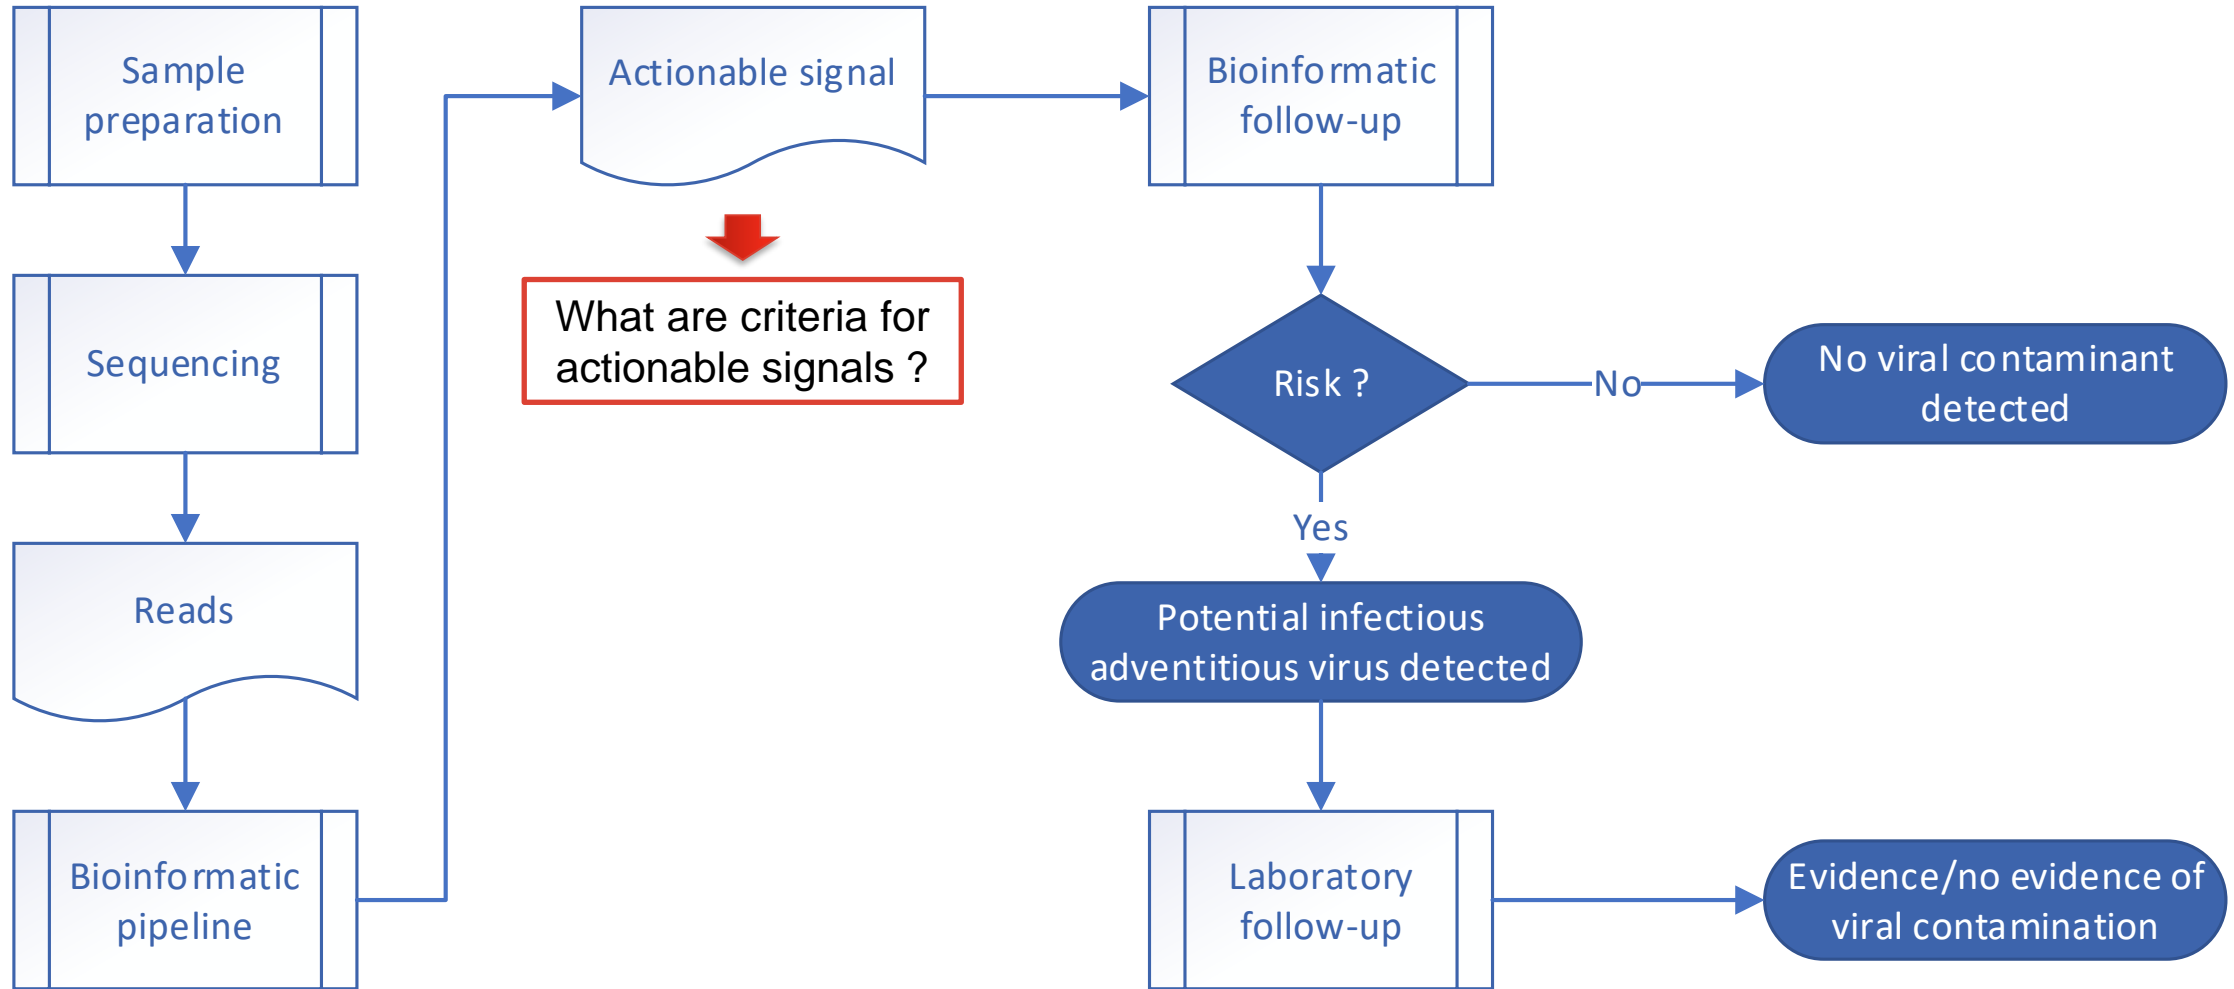 Sample
preparation
Sequencing
Reads
Bioinformatic
pipeline
Actionable signal
What are criteria for
actionable signals ?
Bioinformatic
follow-up
Risk ?
No
No viral contaminant
detected
Yes
Potential infectious
adventitious virus detected
Laboratory
follow-up
Evidence/no evidence of
viral contamination